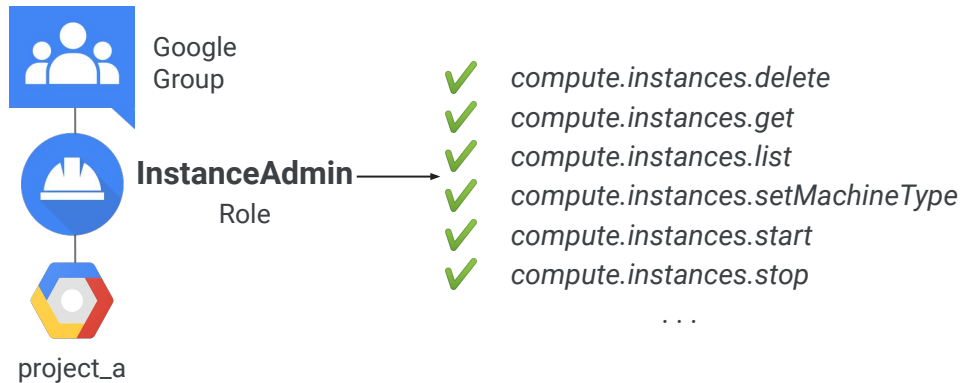 Google
Group
InstanceAdmin
Role
project_a
compute.instances.delete
compute.instances.get
compute.instances.list
compute.instances.setMachineType
compute.instances.start
compute.instances.stop
. . .